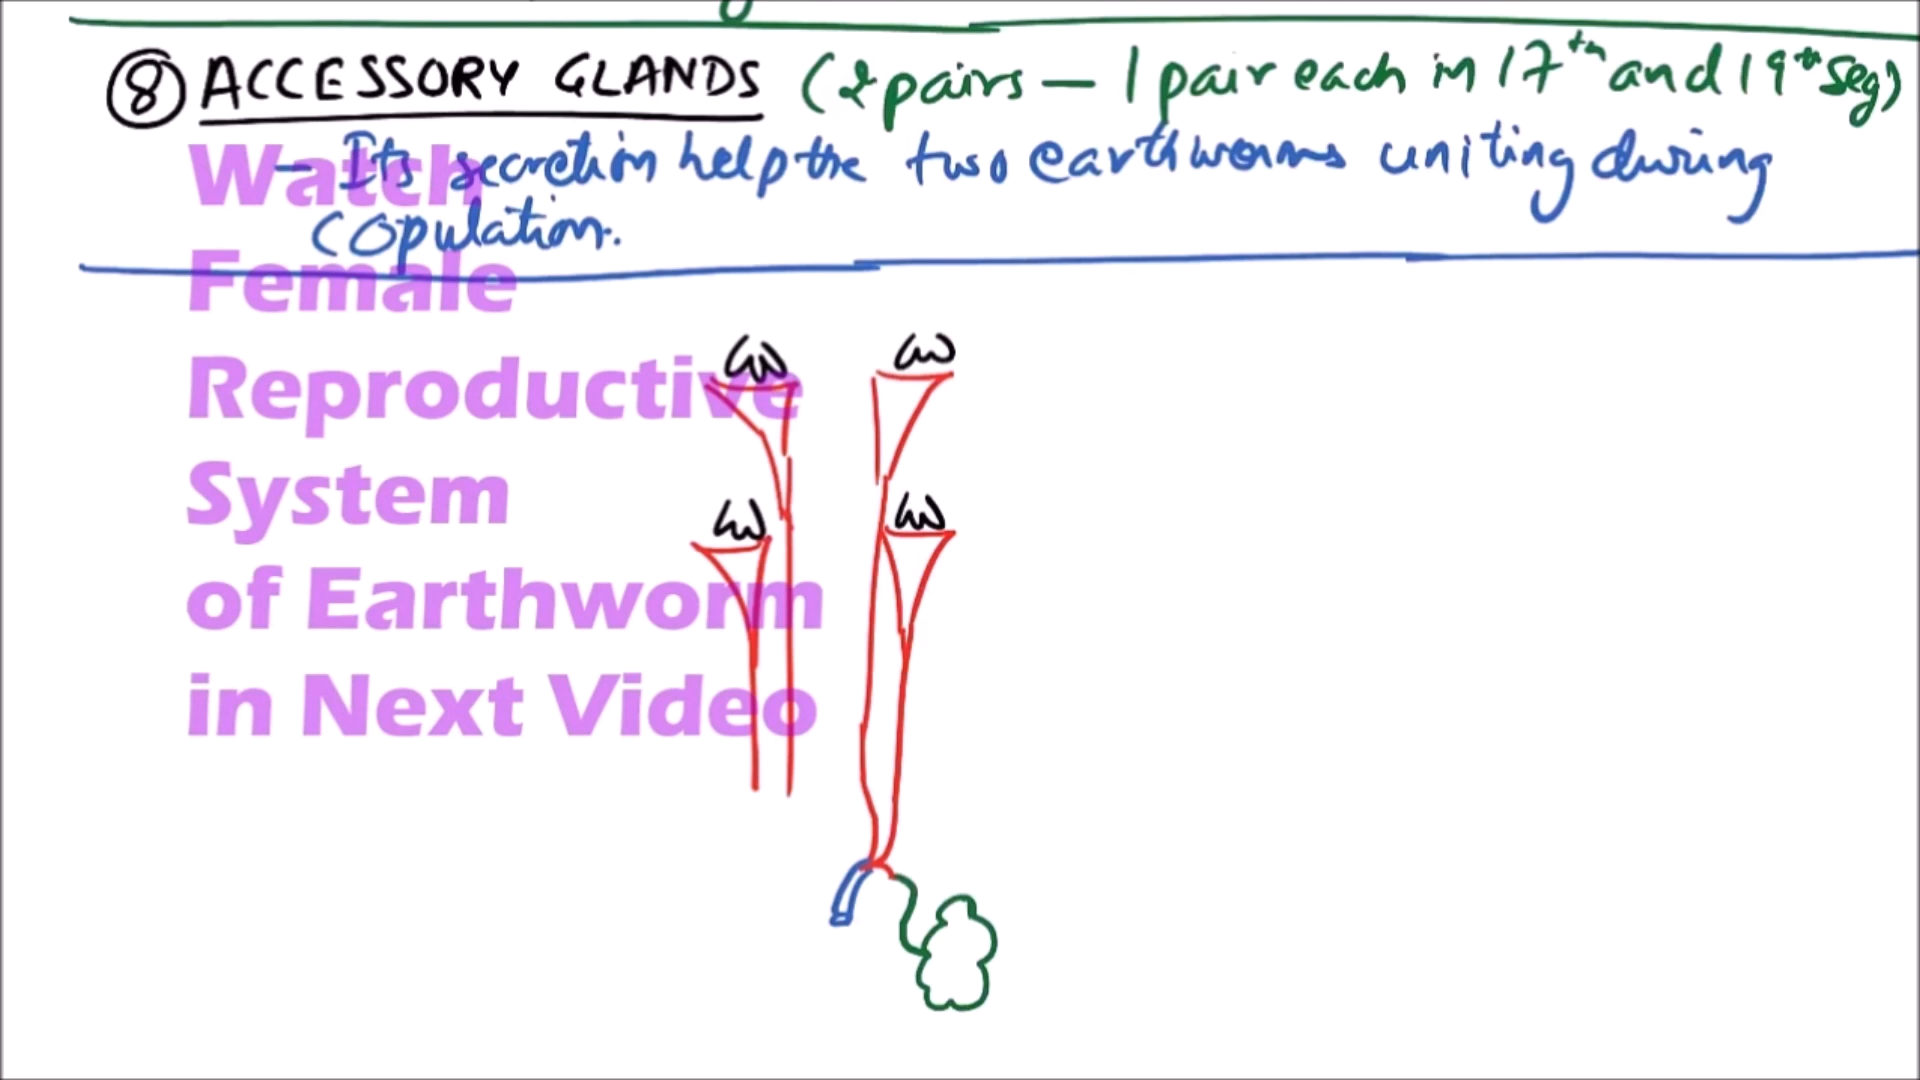 ⑧ ACCESSORY GLANDS (2 pairs — 1 pair each in 17th and 19th seg)
— Its secretion help the two earthworms uniting during
copulation.
Watch
Female
Reproductive
System
of Earthworm
in Next Video